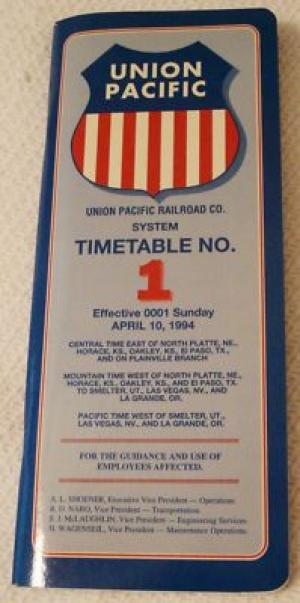 UNION
PACIFIC
UNION PACIFIC RAILROAD CO.
SYSTEM
TIMETABLE NO.
1
Effective 0001 Sunday
APRIL 10, 1994
CENTRAL TIME EAST OF NORTH PLATTE, NE.,
HORACE, KS., OAKLEY, KS., El PASO, TX.,
AND ON PLAINVILLE BRANCH
MOUNTAIN TIME WEST OF NORTH PLATTE, NE.,
HORACE, KS., OAKLEY, KS., AND El PASO, TX.
TO SMELTER, UT., LAS VEGAS, NV., AND
LA GRANDE, OR.
PACIFIC TIME WEST OF SMELTER, UT.,
LAS VEGAS, NV., AND LA GRANDE, OR.
FOR THE GUIDANCE AND USE OF
EMPLOYEES AFFECTED.
A. L. SHOENER, Executive Vice President — Operations
R. D. NARO, Vice President — Transportation
S. J. McLAUGHLIN, Vice President — Engineering Services
H. WAGENSEIL, Vice President — Maintenance Operations